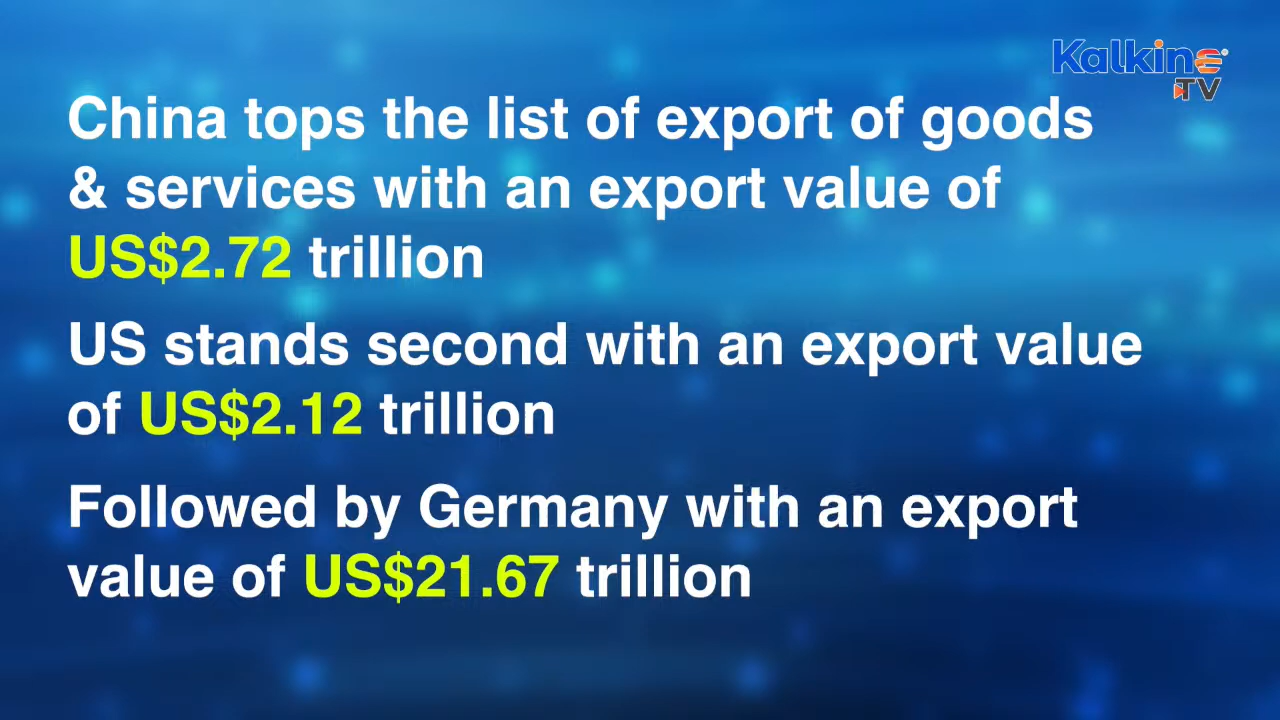 Kalkine
TV
China tops the list of export of goods
& services with an export value of
US$2.72 trillion
US stands second with an export value
of US$2.12 trillion
Followed by Germany with an export
value of US$21.67 trillion